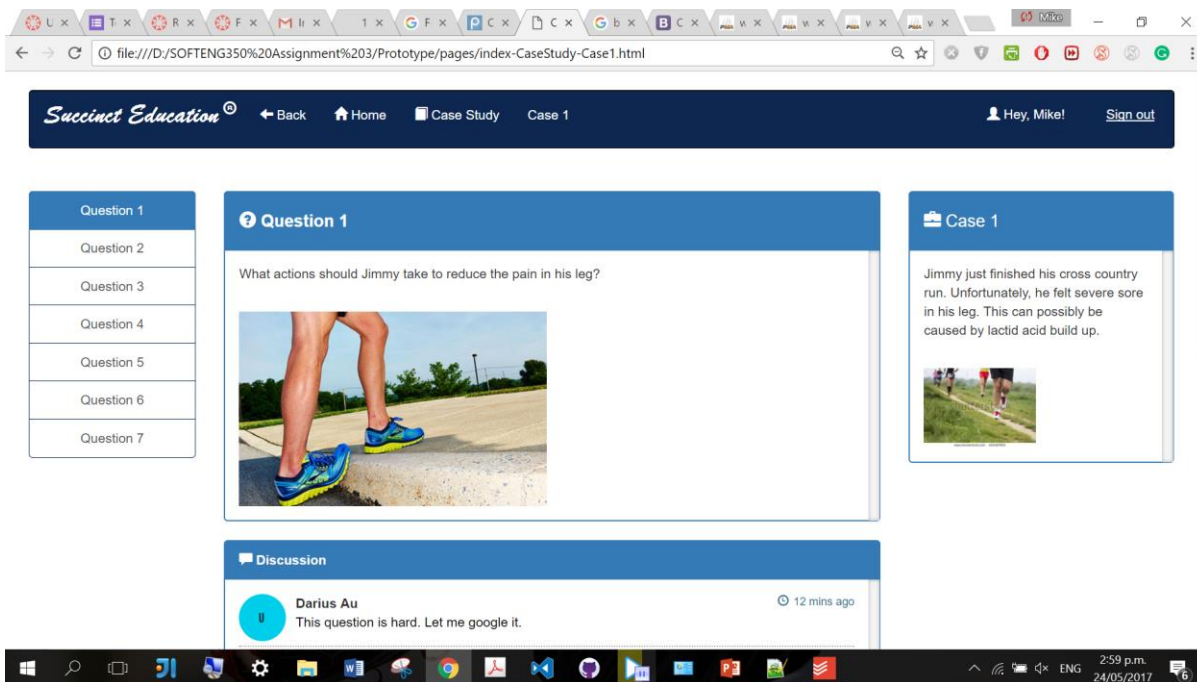 U T R F M 1 G F C C G b B C
Mike
file:///D:/SOFTENG350%20Assignment%203/Prototype/pages/index-CaseStudy-Case1.html
Succinct Education® Back Home Case Study Case 1 Hey, Mike! Sign out
Question 1
Question 2
Question 3
Question 4
Question 5
Question 6
Question 7
Question 1
What actions should Jimmy take to reduce the pain in his leg?
Discussion
Darius Au 12 mins ago
U
This question is hard. Let me google it.
Case 1
Jimmy just finished his cross country
run. Unfortunately, he felt severe sore
in his leg. This can possibly be
caused by lactid acid build up.
ENG
2:59 p.m.
24/05/2017
6